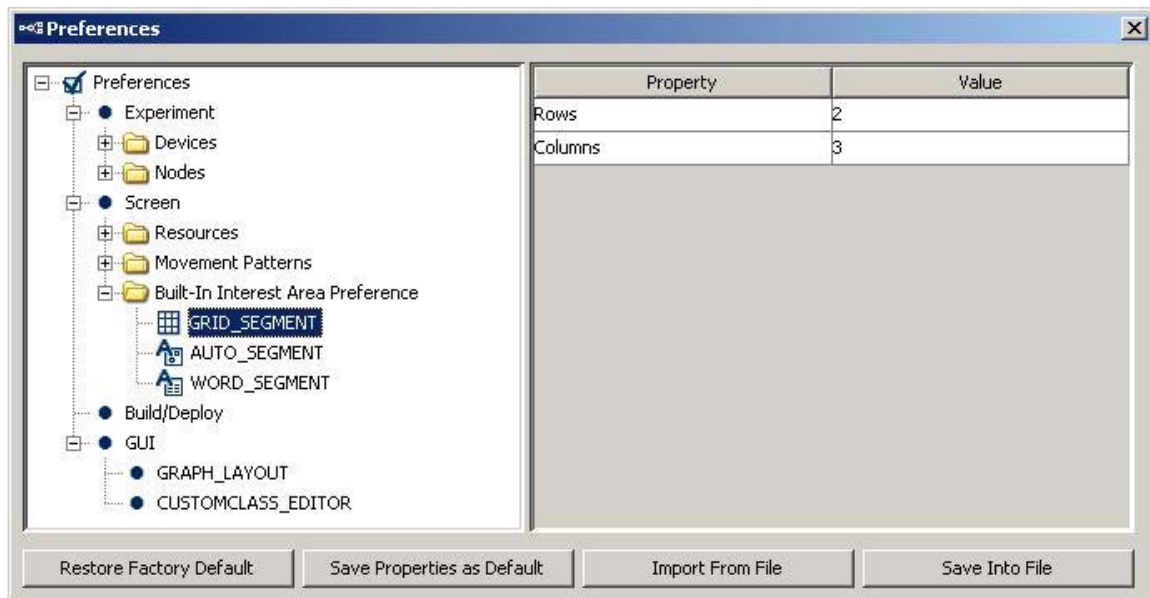 Preferences
Preferences
Experiment
Devices
Nodes
Screen
Resources
Movement Patterns
Built-In Interest Area Preference
GRID_SEGMENT
AUTO_SEGMENT
WORD_SEGMENT
Build/Deploy
GUI
GRAPH_LAYOUT
CUSTOMCLASS_EDITOR
Property Value
Rows 2
Columns 3
Restore Factory Default Save Properties as Default Import From File Save Into File